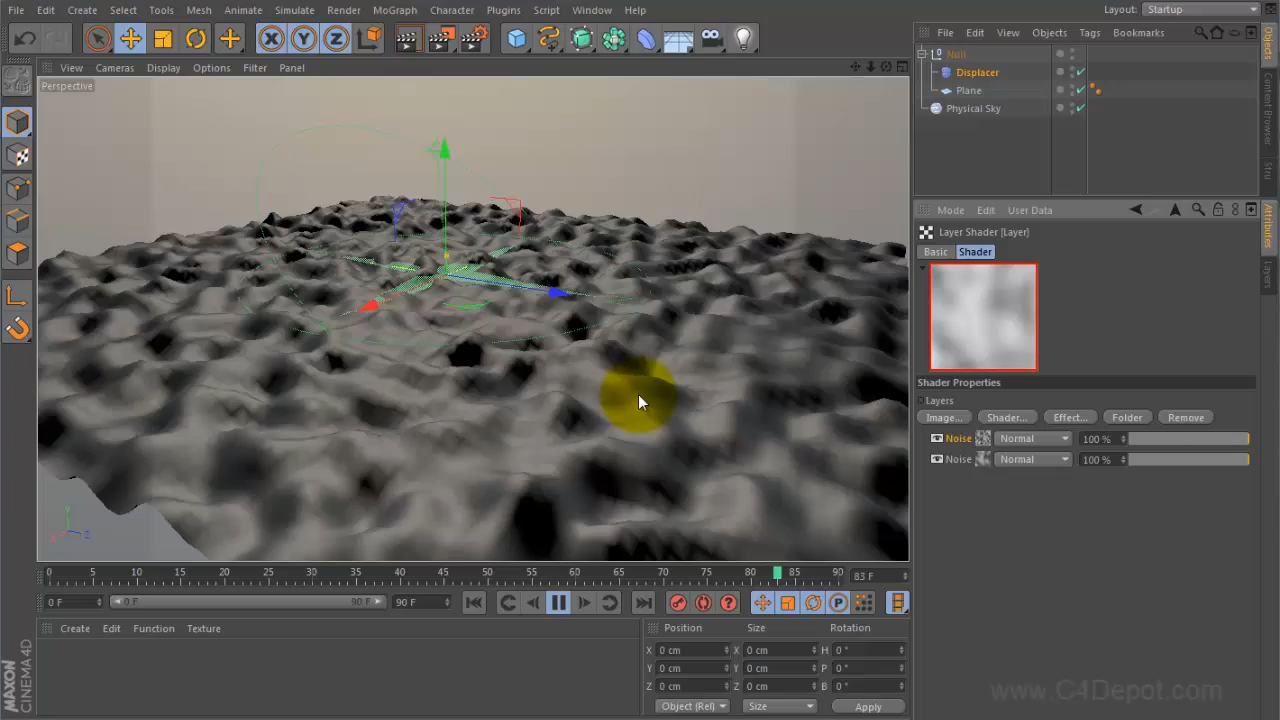 File Edit Create Select Tools Mesh Animate Simulate Render MoGraph Character Plugins Script Window Help
Layout: Startup
X Y Z
File Edit View Objects Tags Bookmarks
View Cameras Display Options Filter Panel
Perspective
Null
Displacer
Plane
Physical Sky
Objects
Content Browser
Stru
Mode Edit User Data
Attributes
Layers
Layer Shader [Layer]
Basic Shader
Shader Properties
Layers
Image... Shader... Effect... Folder Remove
Noise Normal 100 %
Noise Normal 100 %
Y
X Z
0 5 10 15 20 25 30 35 40 45 50 55 60 65 70 75 80 85 90
83 F
0 F 0 F 90 F 90 F
P
Create Edit Function Texture
Position Size Rotation
X 0 cm X 0 cm H 0 °
Y 0 cm Y 0 cm P 0 °
Z 0 cm Z 0 cm B 0 °
Object (Rel) Size Apply
MAXON
CINEMA 4D
www.C4Depot.com